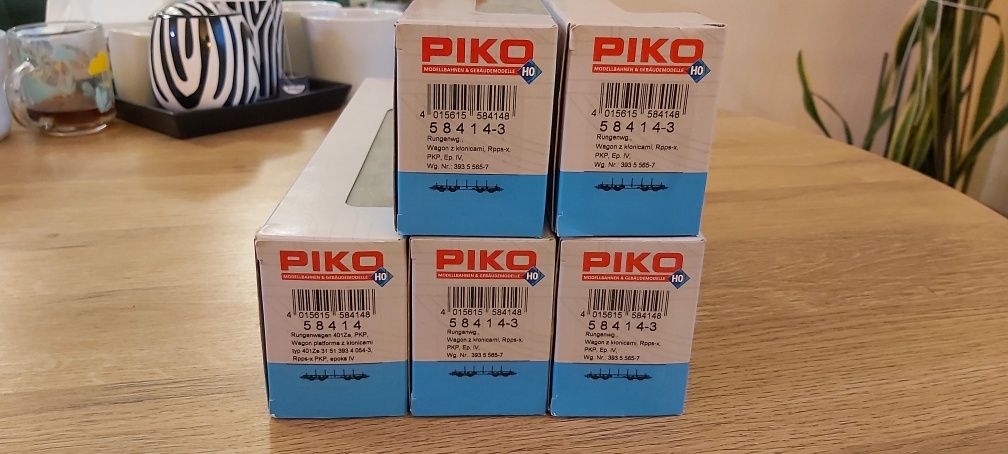 PIKO
MODELLBAHNEN & GEBÄUDEMODELLE
H0
4 015615 584148
58414-3
Rungenwg.,
Wagon z kłonicami, Rpps-x,
PKP, Ep. IV,
Wg. Nr.: 393 5 565-7
PIKO
MODELLBAHNEN & GEBÄUDEMODELLE
H0
4 015615 584148
58414-3
Rungenwg.,
Wagon z kłonicami, Rpps-x,
PKP, Ep. IV,
Wg. Nr.: 393 5 565-7
PIKO
MODELLBAHNEN & GEBÄUDEMODELLE
H0
4 015615 584148
58414
Rungenwagen 401Ze, PKP,
Wagon platforma z kłonicami
typ 401Ze 31 51 393 4 054-3,
Rpps-x PKP, epoka IV
PIKO
MODELLBAHNEN & GEBÄUDEMODELLE
H0
4 015615 584148
58414-3
Rungenwg.,
Wagon z kłonicami, Rpps-x,
PKP, Ep. IV,
Wg. Nr.: 393 5 565-7
PIKO
MODELLBAHNEN & GEBÄUDEMODELLE
H0
4 015615 584148
58414-3
Rungenwg.,
Wagon z kłonicami, Rpps-x,
PKP, Ep. IV,
Wg. Nr.: 393 5 565-7